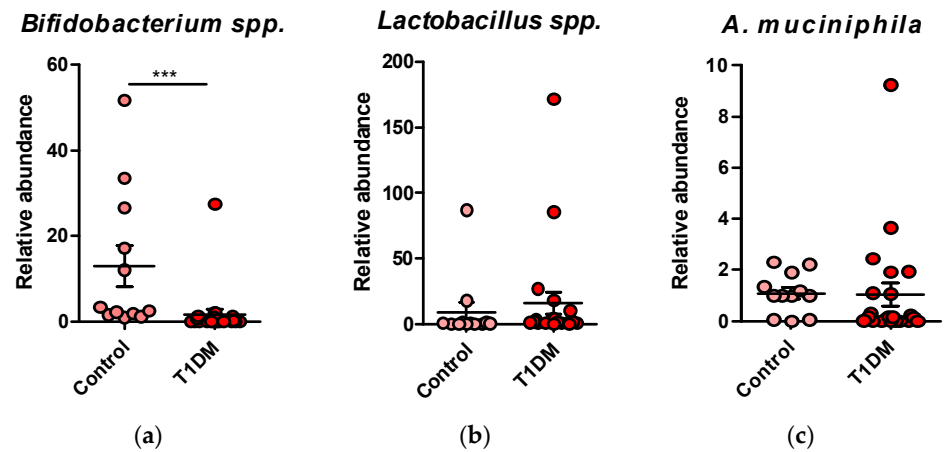 Bifidobacterium spp.
Relative abundance
60
40
20
0
***
Control
T1DM
(a)
Lactobacillus spp.
Relative abundance
200
150
100
50
0
Control
T1DM
(b)
A. muciniphila
Relative abundance
10
8
6
4
2
0
Control
T1DM
(c)